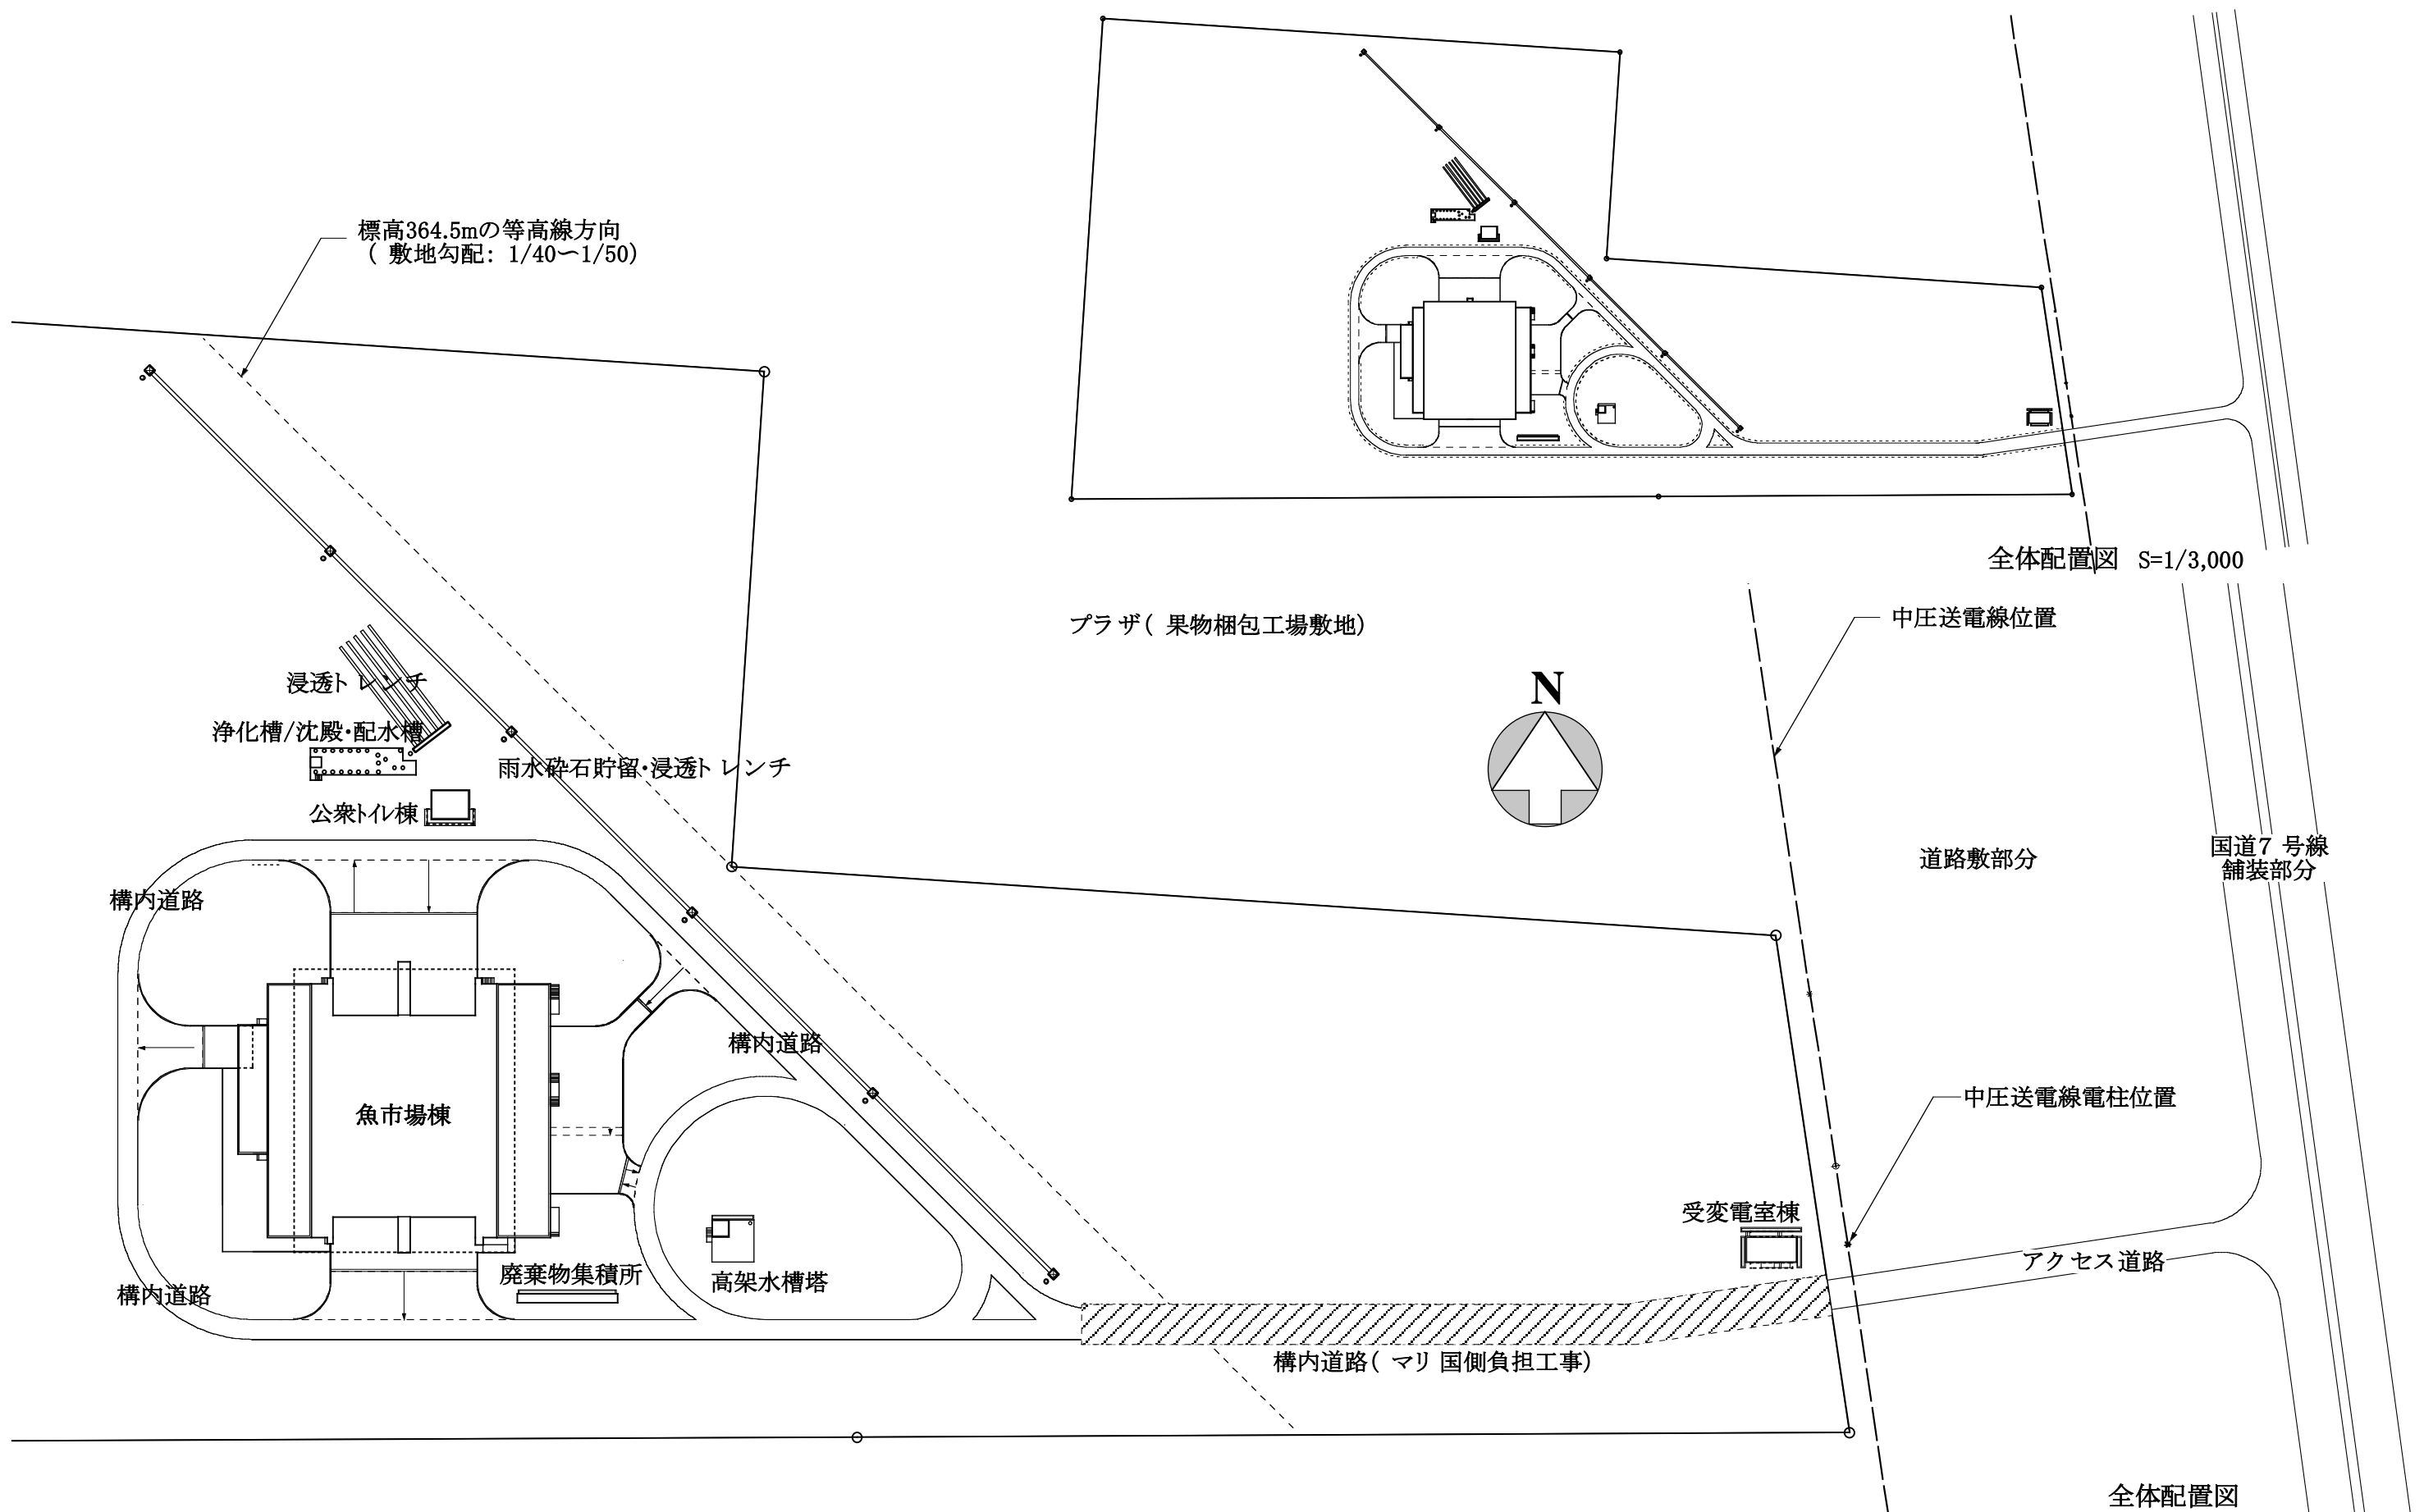 標高364.5mの等高線方向
（敷地勾配：1/40〜1/50）
全体配置図 S=1/3,000
プラザ（果物梱包工場敷地）
中圧送電線位置
N
浸透トレンチ
浄化槽/沈殿・配水槽
雨水砕石貯留・浸透トレンチ
公衆トイレ棟
道路敷部分
国道7号線
舗装部分
構内道路
構内道路
中圧送電線電柱位置
魚市場棟
受変電室棟
アクセス道路
廃棄物集積所
高架水槽塔
構内道路
構内道路（マリ国側負担工事）
全体配置図